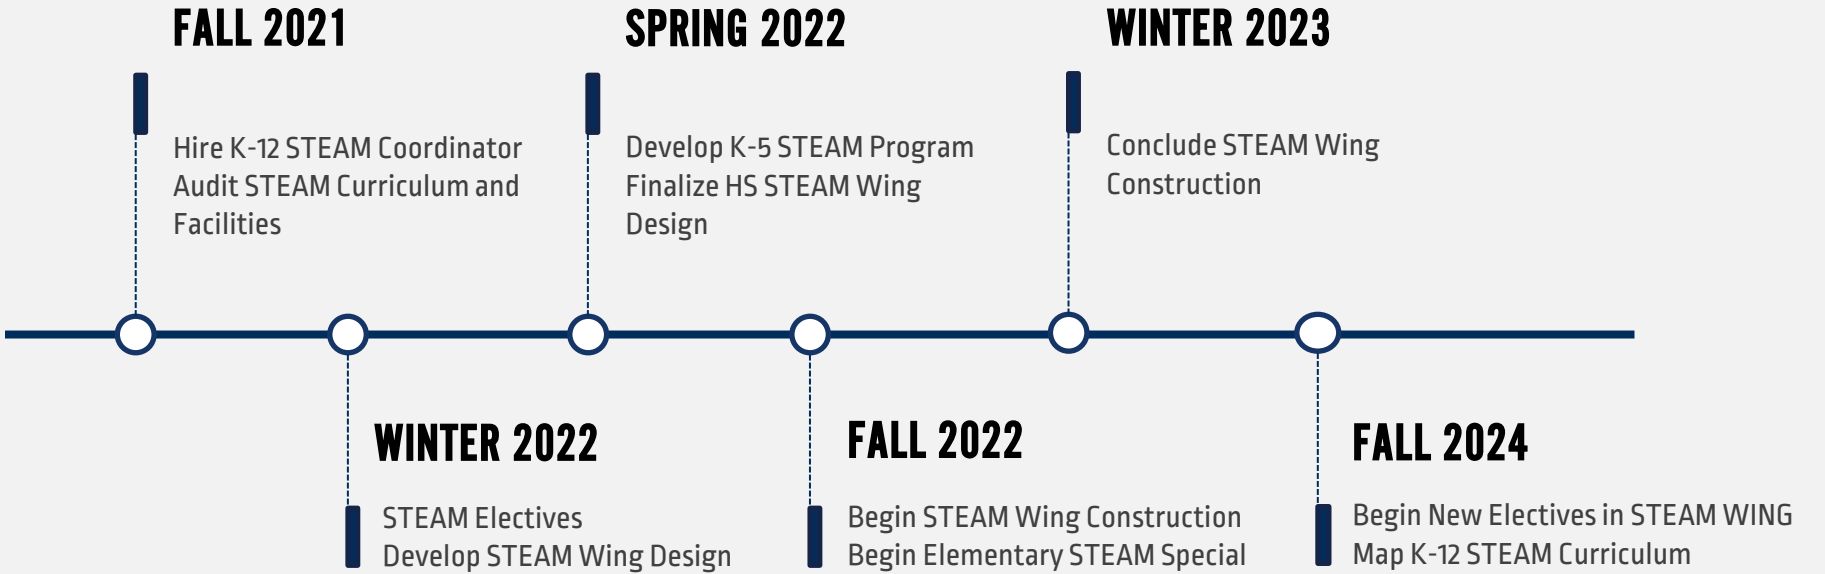 FALL 2021
Hire K-12 STEAM Coordinator
Audit STEAM Curriculum and
Facilities
WINTER 2022
STEAM Electives
Develop STEAM Wing Design
SPRING 2022
Develop K-5 STEAM Program
Finalize HS STEAM Wing
Design
FALL 2022
Begin STEAM Wing Construction
Begin Elementary STEAM Special
WINTER 2023
Conclude STEAM Wing
Construction
FALL 2024
Begin New Electives in STEAM WING
Map K-12 STEAM Curriculum